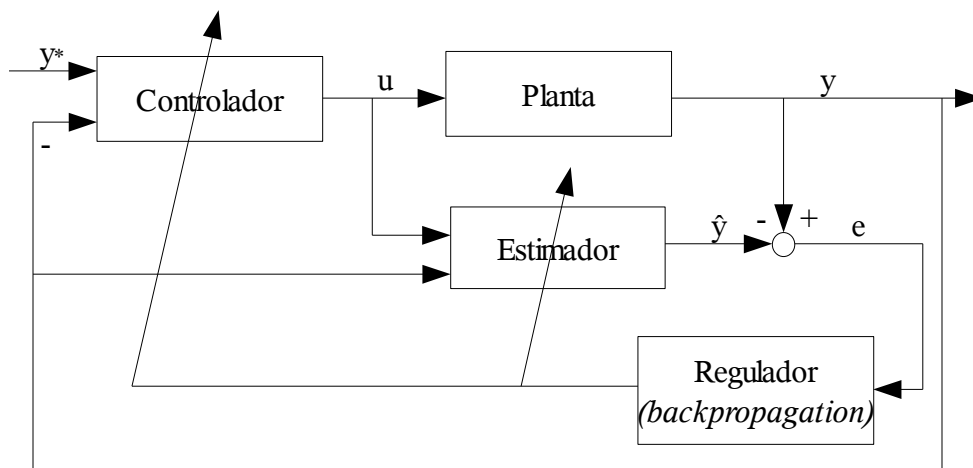 y*
Controlador
u
Planta
y
-
Estimador
ŷ
-
+
e
Regulador
(backpropagation)